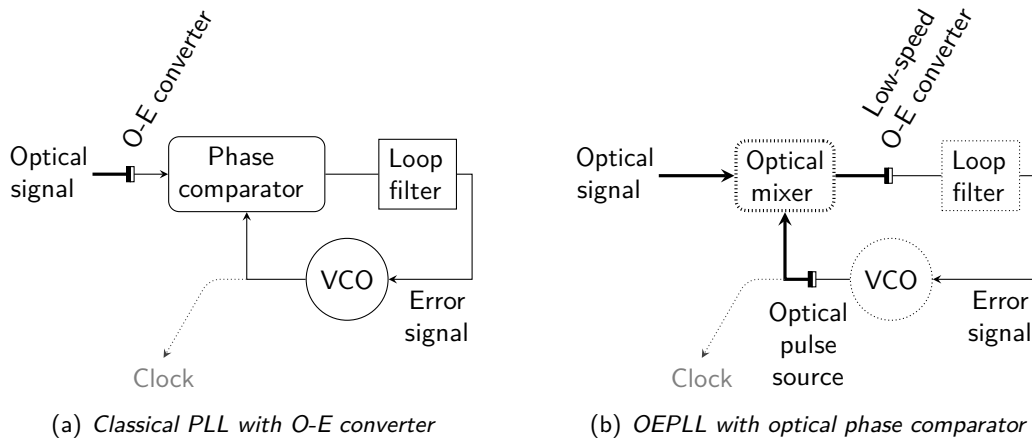 O-E converter
Optical
signal
Phase
comparator
Loop
filter
VCO
Error
signal
Clock
(a) Classical PLL with O-E converter
Low-speed
O-E converter
Optical
signal
Optical
mixer
Loop
filter
VCO
Error
signal
Optical
pulse
source
Clock
(b) OEPLL with optical phase comparator